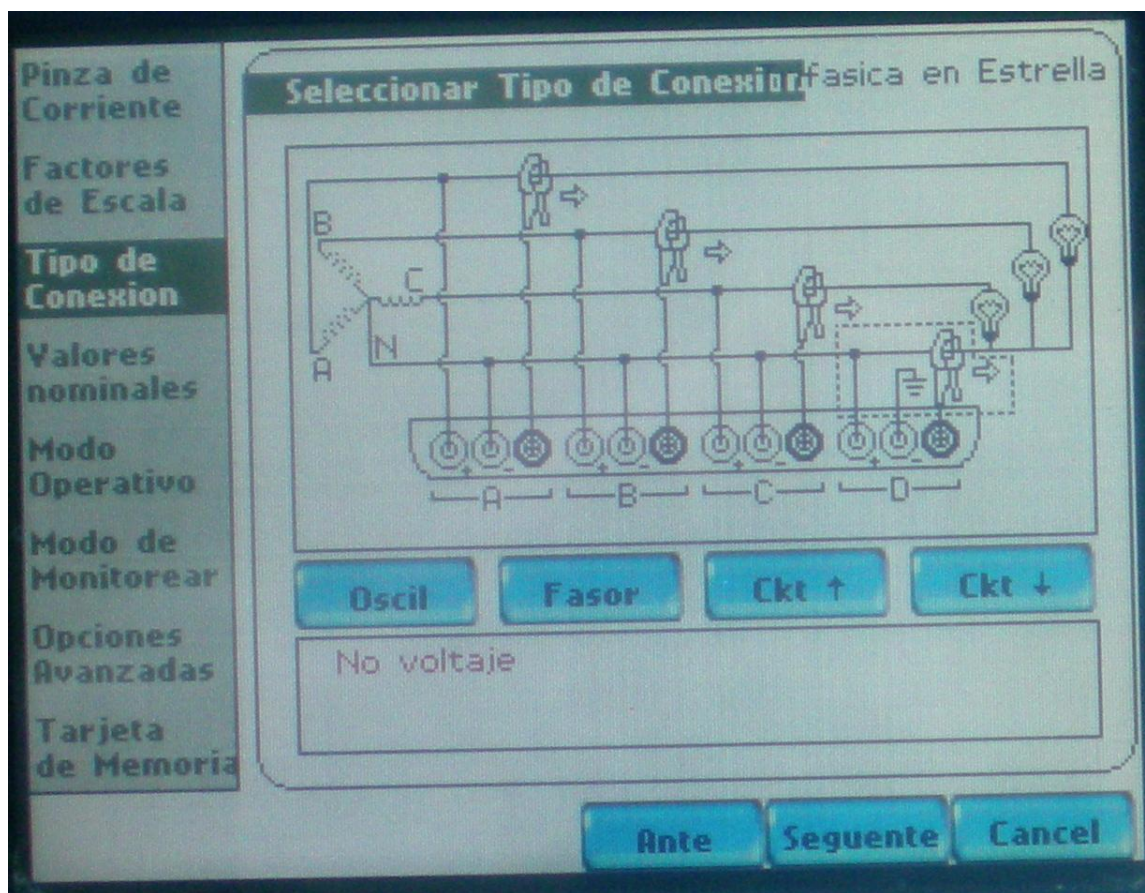 Pinza de
Corriente
Factores
de Escala
Tipo de
Conexion
Valores
nominales
Modo
Operativo
Modo de
Monitorear
Opciones
Avanzadas
Tarjeta
de Memoria
Seleccionar Tipo de Conexion fasica en Estrella
B
C
A
N
+ - + - + - + -
A B C D
Oscil Fasor Ckt ↑ Ckt ↓
No voltaje
Ante Seguente Cancel